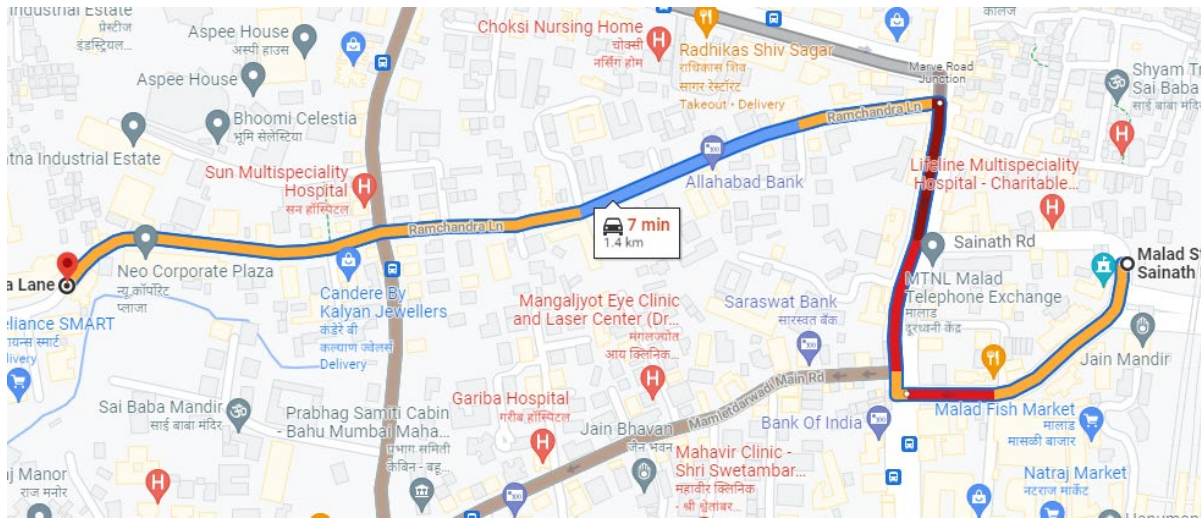 ndustrial Estate
प्रेस्टीज
इंडस्ट्रियल...
Aspee House
अस्पी हाउस
Aspee House
Bhoomi Celestia
भूमि सेलेस्टिया
atna Industrial Estate
Sun Multispeciality
Hospital
सन हॉस्पिटल
Choksi Nursing Home
चोक्सी
नर्सिंग होम
Radhikas Shiv Sagar
राधिकास शिव
सागर रेस्टॉरंट
Takeout • Delivery
कॉलेज
Marve Road
Junction
Shyam Tr
Sai Baba
साई बाबा मंदि
Ramchandra Ln
Allahabad Bank
Lifeline Multispeciality
Hospital - Charitable...
Ramchandra Ln
7 min
1.4 km
Sainath Rd
Malad St
Sainath
a Lane
Neo Corporate Plaza
न्यू कॉर्पोरेट
प्लाजा
MTNL Malad
Telephone Exchange
मालाड
दूरध्वनी केंद्र
eliance SMART
लायन्स स्मार्ट
livery
Candere By
Kalyan Jewellers
कॅडेरे बी
कल्याण ज्वेलर्स
Delivery
Mangaljyot Eye Clinic
and Laser Center (Dr...
मंगलज्योत
आय क्लिनिक...
Saraswat Bank
सारस्वत बँक
Jain Mandir
Mamletdarwadi Main Rd
Sai Baba Mandir
साई बाबा मंदिर
Prabhag Samiti Cabin
- Bahu Mumbai Maha...
प्रभाग समिती
केबिन - बहू...
Gariba Hospital
गरीब हॉस्पिटल
Jain Bhavan
जैन भवन
Bank Of India
Malad Fish Market
मालाड
मासळी बाजार
Mahavir Clinic -
Shri Swetambar...
महावीर क्लिनिक
- श्री श्वेतांबर...
Natraj Market
नटराज मार्केट
aj Manor
राज मनोर
Hanuman